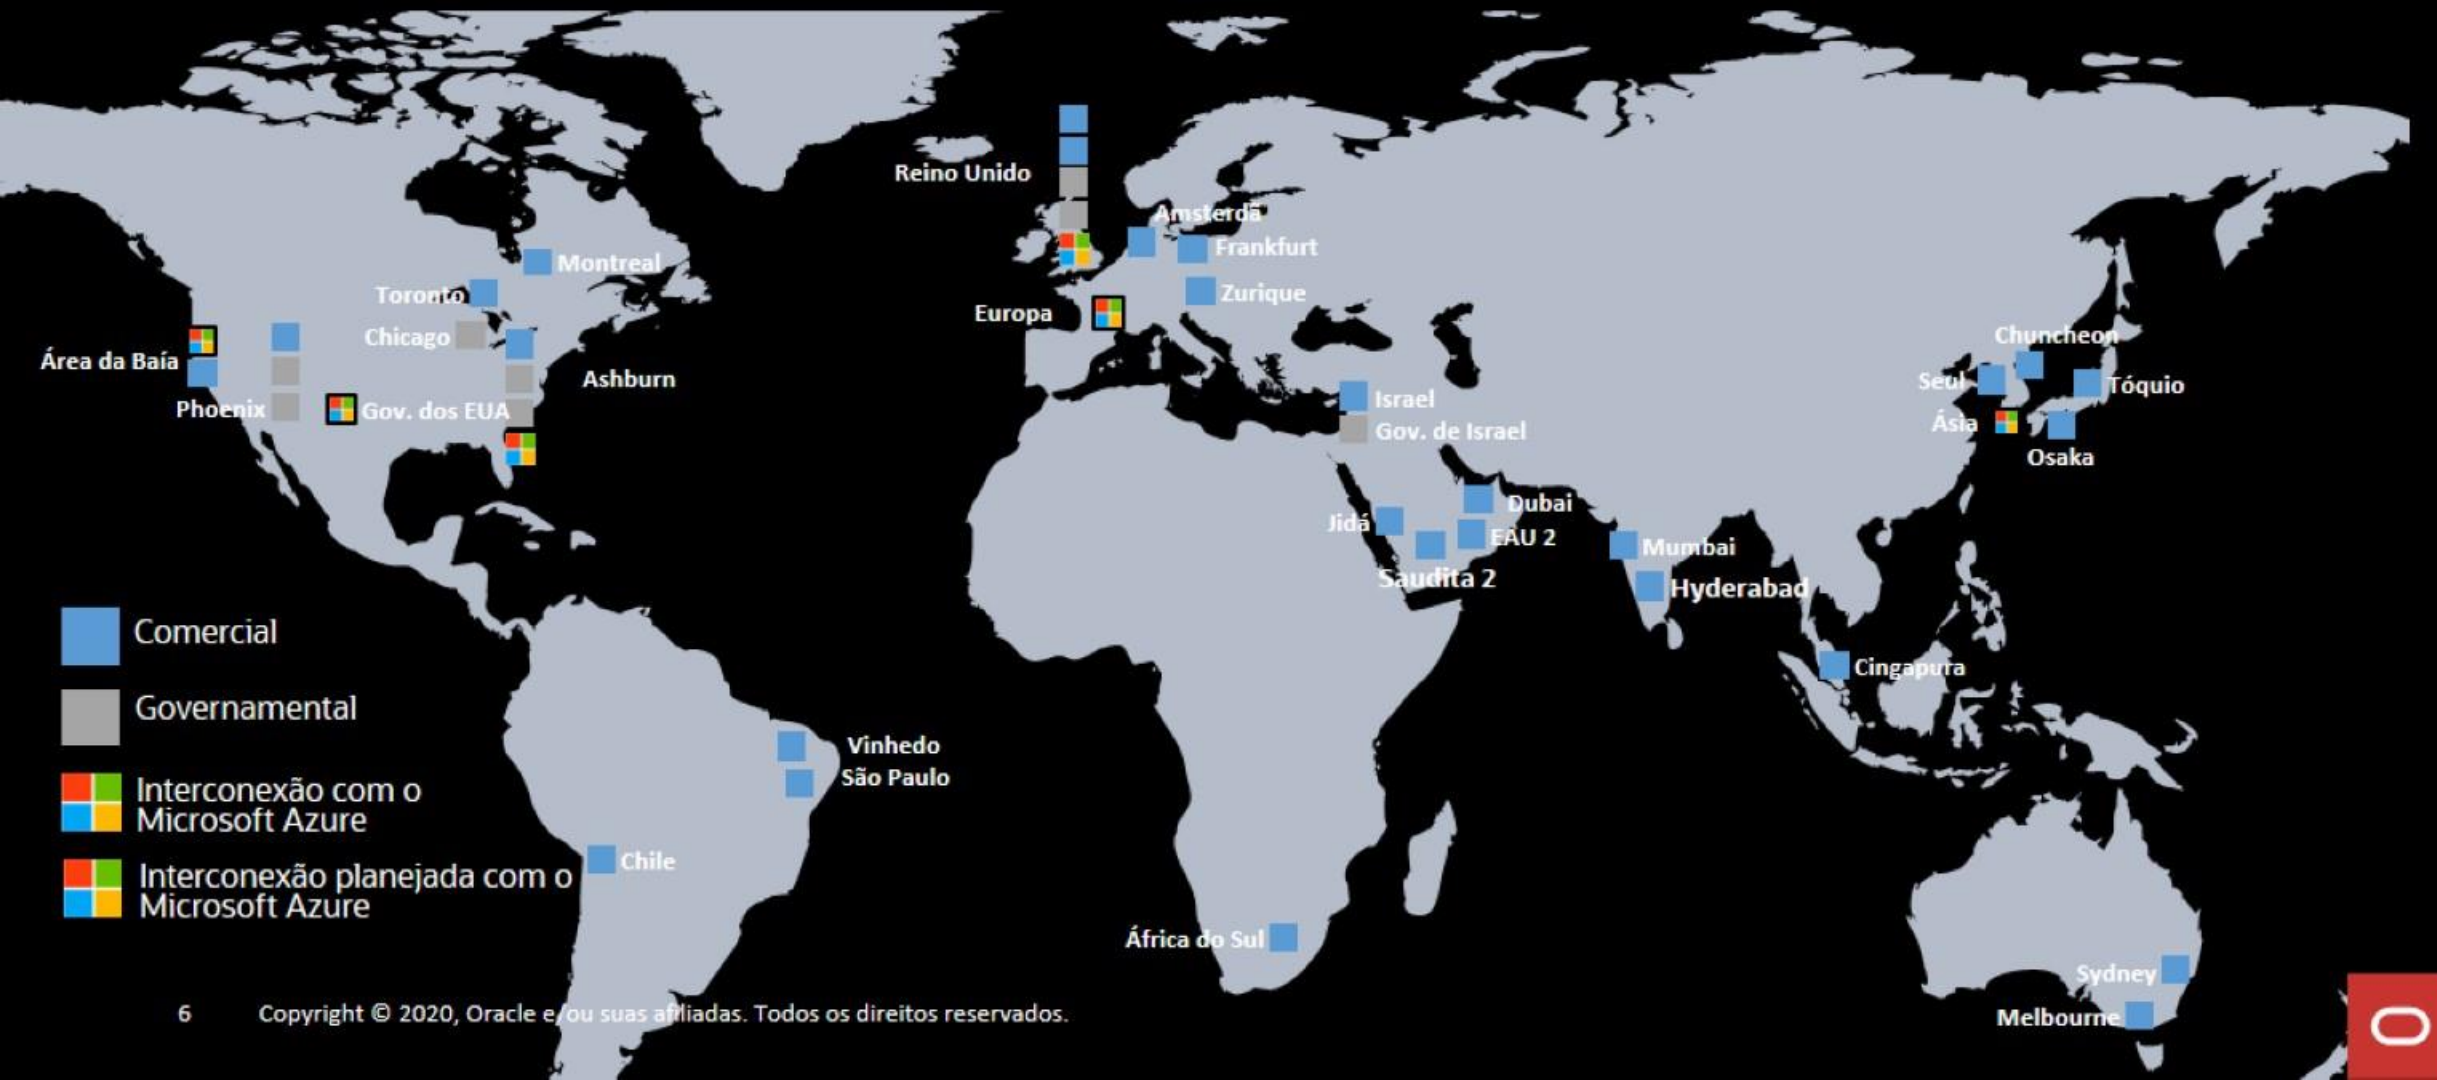 Reino Unido
Amsterdã
Frankfurt
Montreal
Toronto
Zurique
Europa
Chicago
Chuncheon
Área da Baía
Ashburn
Seul
Tóquio
Israel
Phoenix
Gov. dos EUA
Ásia
Gov. de Israel
Osaka
Dubai
Jidá
EAU 2
Mumbai
Saudita 2
Hyderabad
Comercial
Cingapura
Governamental
Vinhedo
São Paulo
Interconexão com o
Microsoft Azure
Chile
Interconexão planejada com o
Microsoft Azure
África do Sul
Sydney
6 Copyright © 2020, Oracle e/ou suas afiliadas. Todos os direitos reservados.
Melbourne